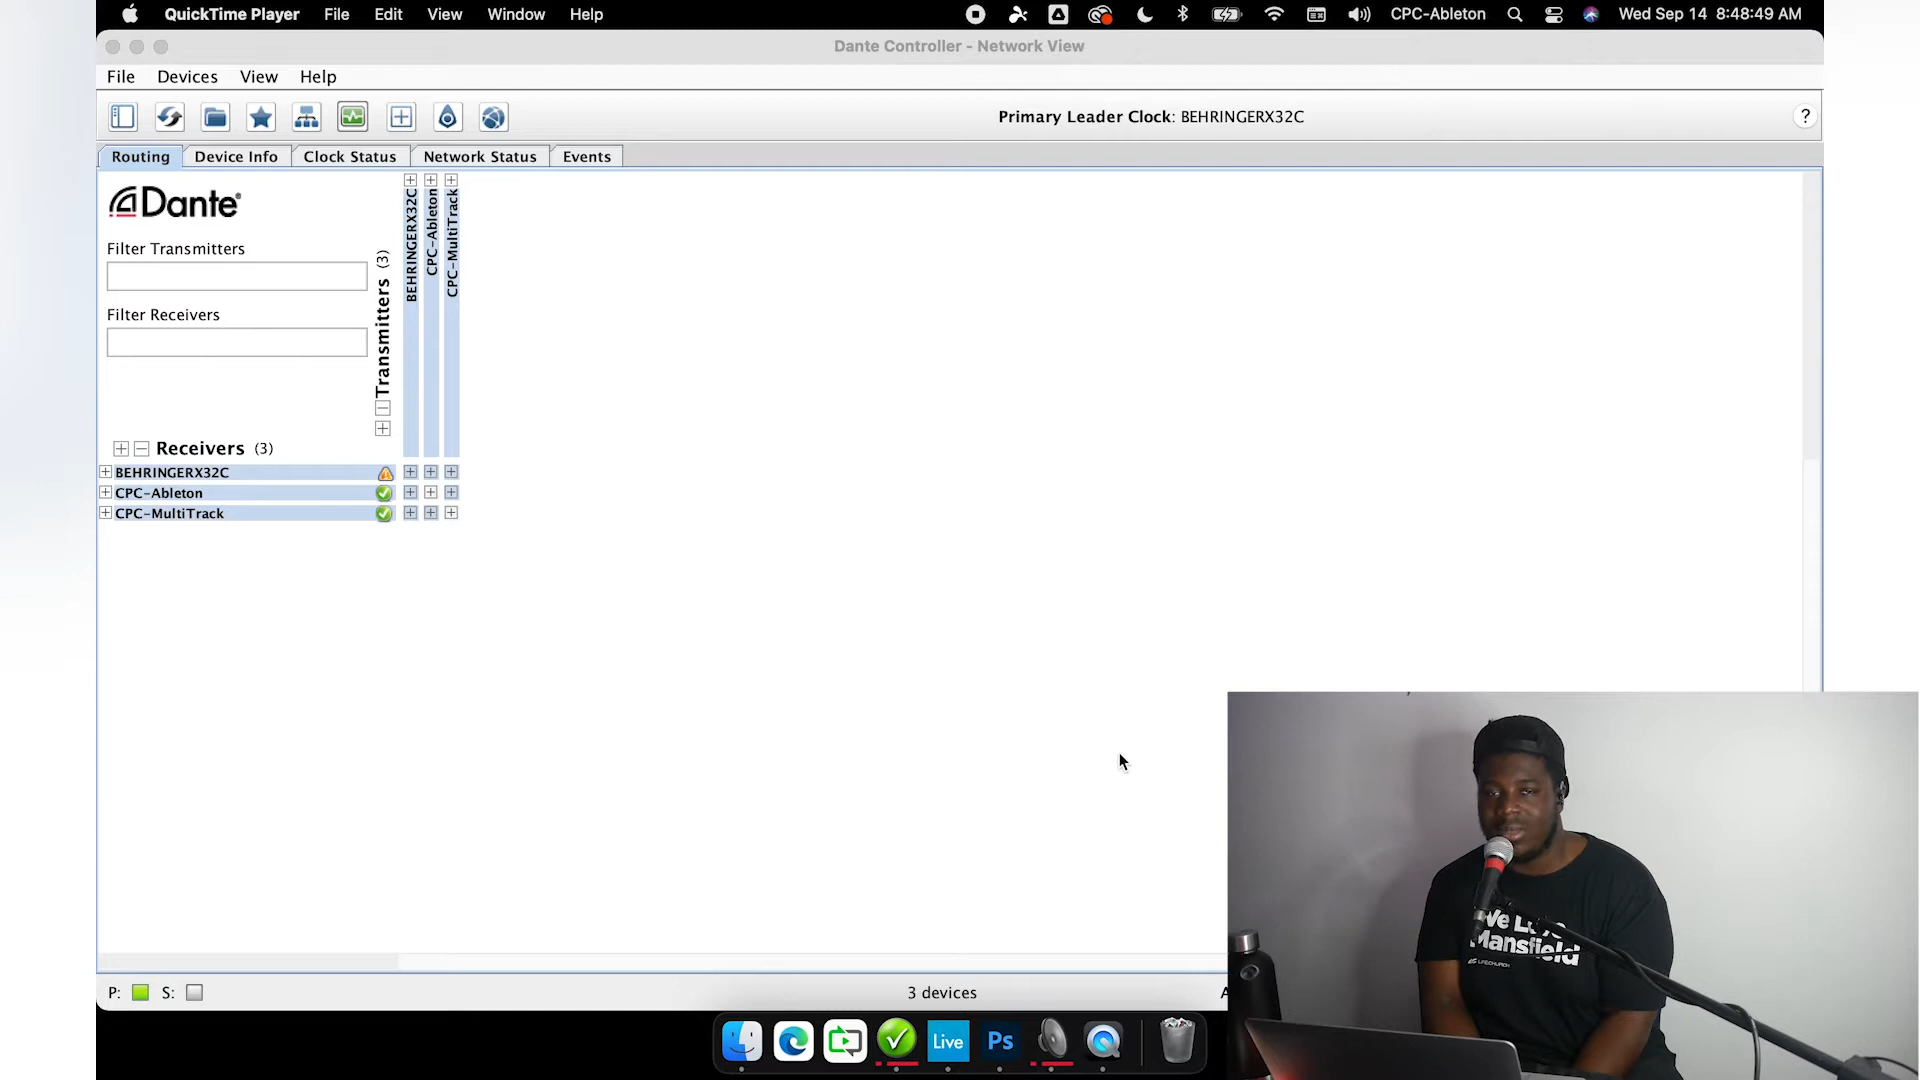 QuickTime Player File Edit View Window Help CPC-Ableton Wed Sep 14 8:48:49 AM
Dante Controller - Network View
File Devices View Help
Primary Leader Clock: BEHRINGERX32C
?
Routing Device Info Clock Status Network Status Events
Dante
Filter Transmitters
Filter Receivers
Transmitters (3)
BEHRINGERX32C
CPC-Ableton
CPC-MultiTrack
Receivers (3)
BEHRINGERX32C
CPC-Ableton
CPC-MultiTrack
P: S: 3 devices
Live Ps
Mansfield
LIFE.CHURCH